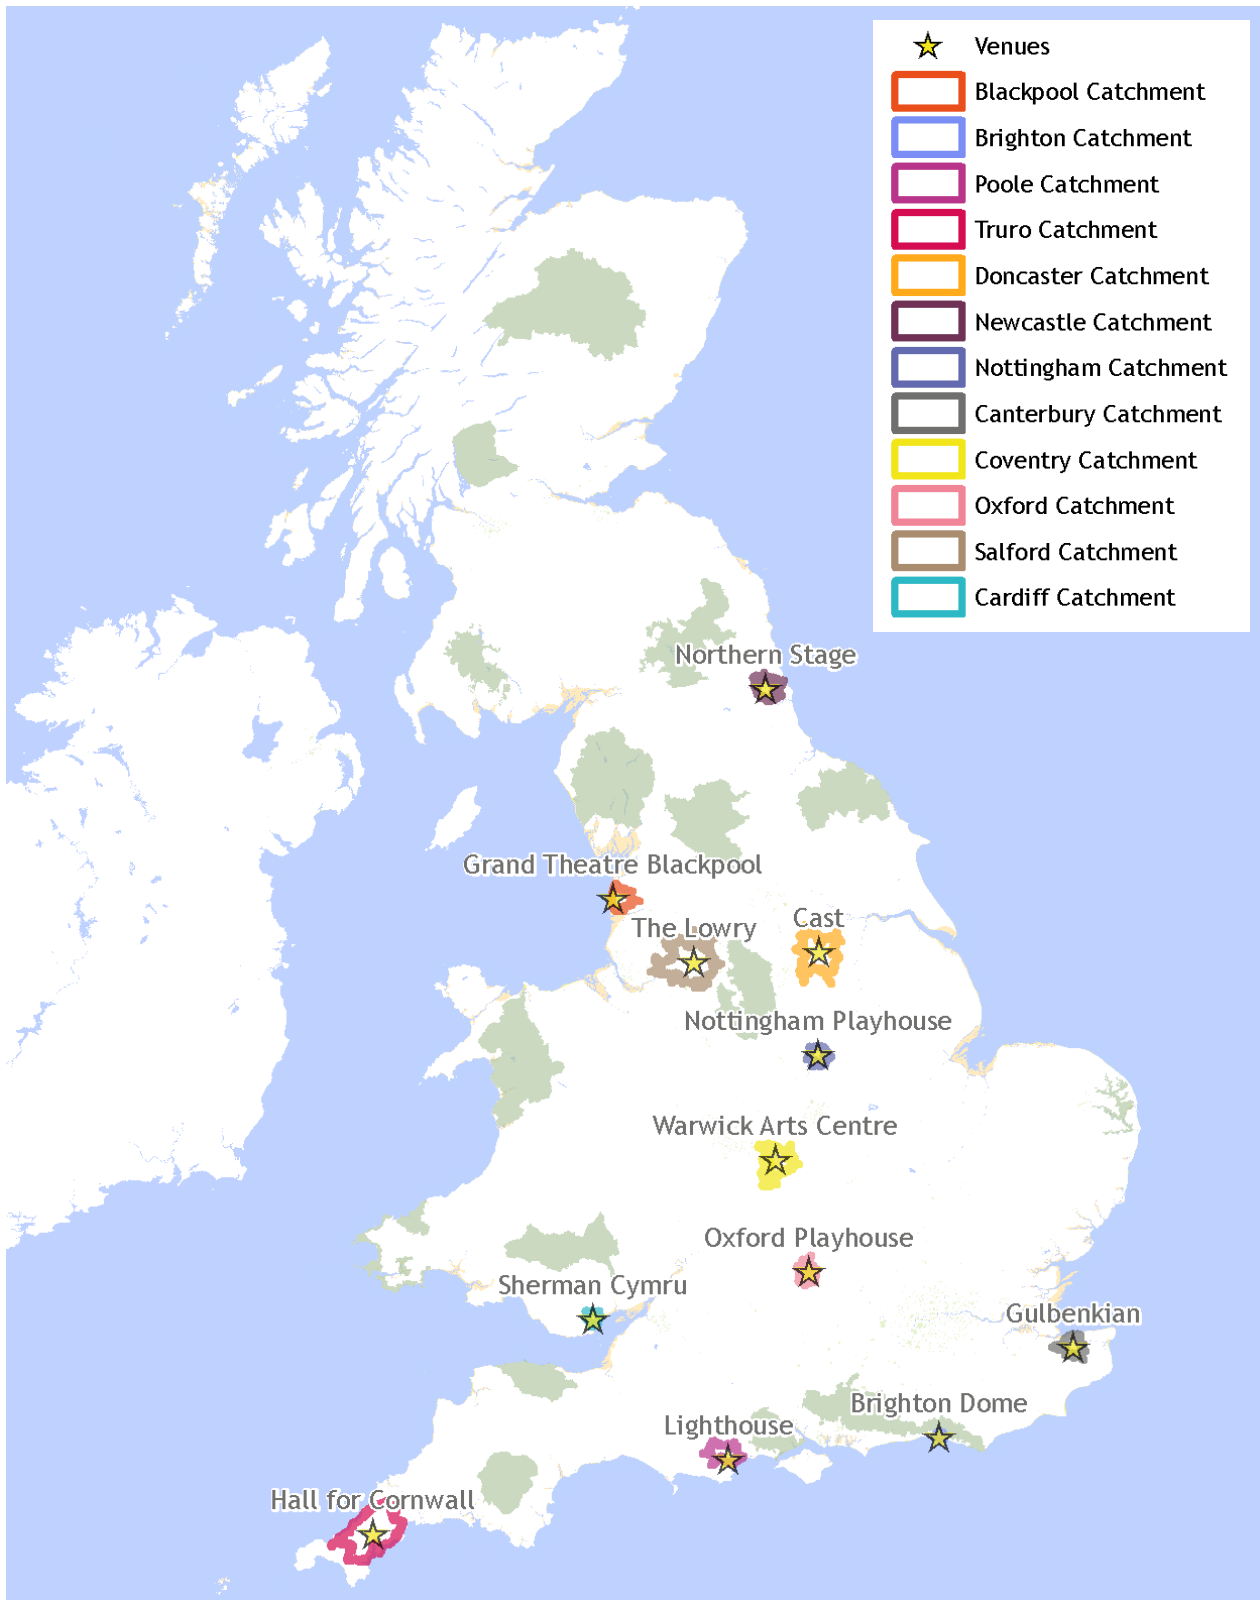 Venues
Blackpool Catchment
Brighton Catchment
Poole Catchment
Truro Catchment
Doncaster Catchment
Newcastle Catchment
Nottingham Catchment
Canterbury Catchment
Coventry Catchment
Oxford Catchment
Salford Catchment
Cardiff Catchment
Northern Stage
Grand Theatre Blackpool
The Lowry
Cast
Nottingham Playhouse
Warwick Arts Centre
Oxford Playhouse
Sherman Cymru
Gulbenkian
Brighton Dome
Lighthouse
Hall for Cornwall